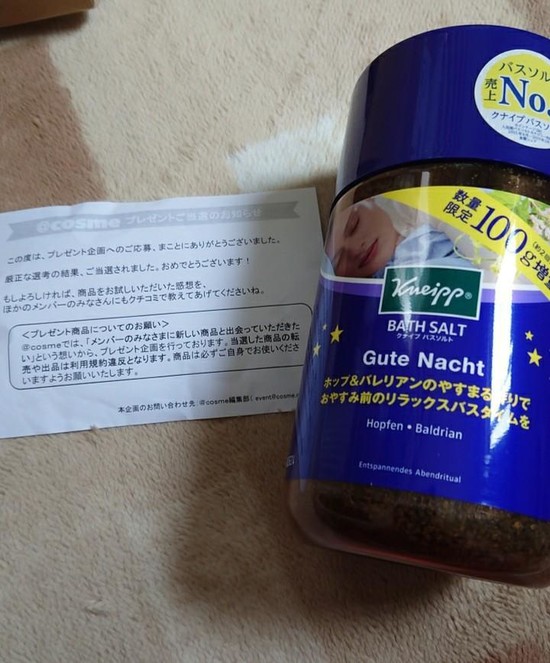 @cosme プレゼントご当選のお知らせ
この度は、プレゼント企画へのご応募、まことにありがとうございました。
厳正な選考の結果、ご当選されました。おめでとうございます！
もしよろしければ、商品をお試しいただいた感想を、
ほかのメンバーのみなさんにもクチコミで教えてあげてくださいね。
＜プレゼント商品についてのお願い＞
@cosmeでは、「メンバーのみなさまに新しい商品と出会っていただきた
い」という想いから、プレゼント企画を行っております。当選した商品の転
売や出品は利用規約違反となります。商品は必ずご自身でお使いくださ
いますようお願いいたします。
本企画のお問い合わせ先：@cosme編集部( event@cosme.n
バスソル
売上
No.
クナイプバスソ
数量
限定
100g増量
Kneipp®
BATH SALT
クナイプ バスソルト
Gute Nacht
ホップ&バレリアンのやすまる香りで
おやすみ前のリラックスバスタイムを
Hopfen・Baldrian
Entspannendes Abendritual